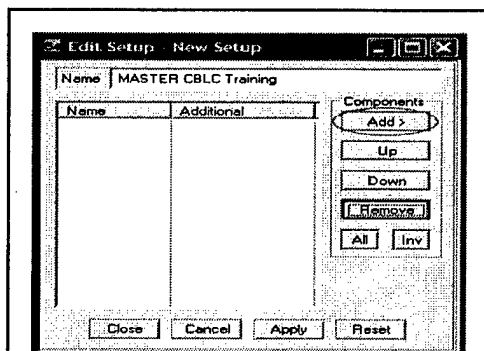 Edit Setup - New Setup
Name MASTER CBLC Training
Name Additional
Components
Add >
Up
Down
Remove
All Inv
Close Cancel Apply Reset